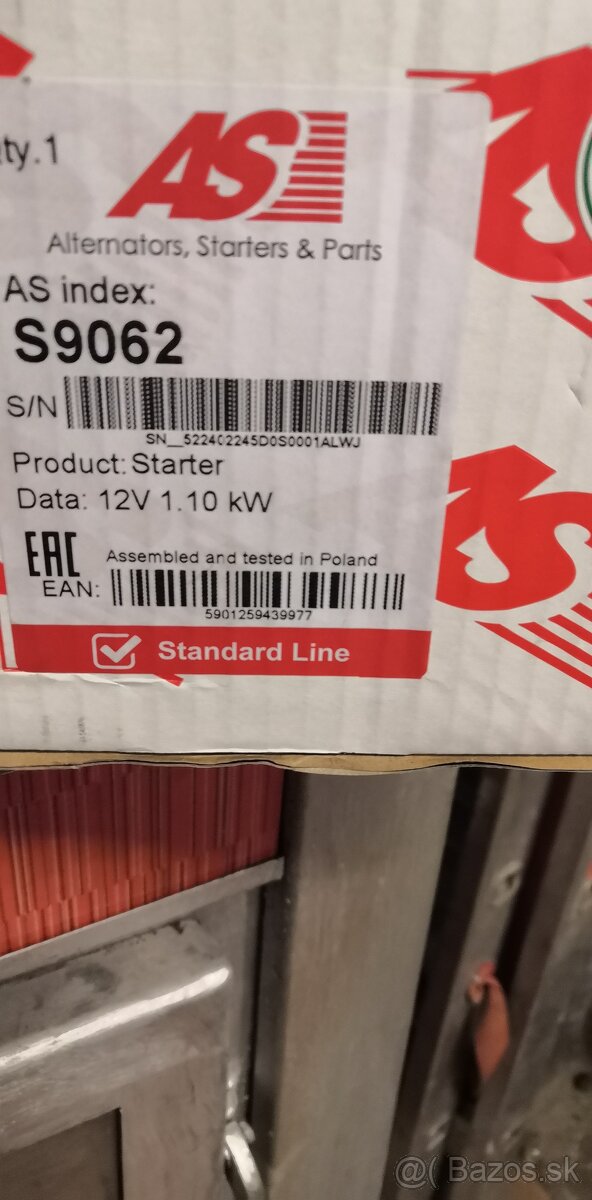 ty.1
AS
Alternators, Starters & Parts
AS index:
S9062
S/N
SN__522402245D0S0001ALWJ
Product: Starter
Data: 12V 1.10 kW
EAC
Assembled and tested in Poland
EAN:
5901259439977
Standard Line
@( Bazos.sk